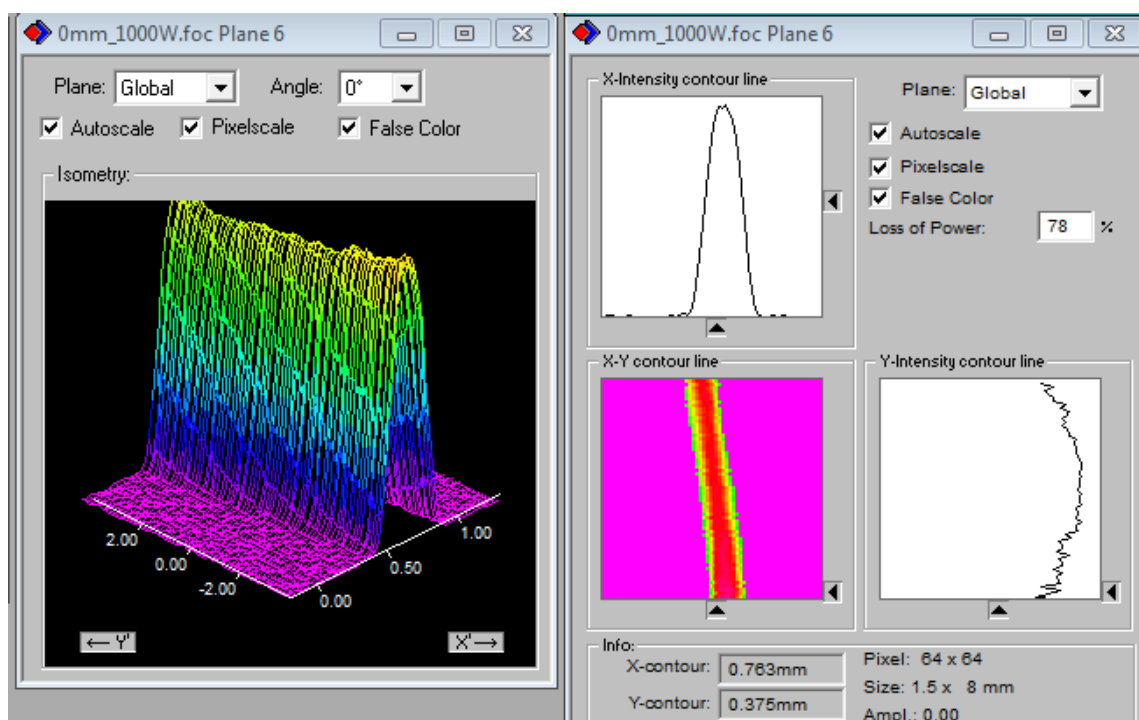 0mm_1000W.foc Plane 6
Plane: Global Angle: 0°
Autoscale Pixelscale False Color
Isometry:
2.00
0.00
-2.00
0.00
0.50
1.00
← Y'
X' →
0mm_1000W.foc Plane 6
X-Intensity contour line
Plane: Global
Autoscale
Pixelscale
False Color
Loss of Power: 78 %
X-Y contour line
Y-Intensity contour line
Info:
X-contour: 0.763mm
Y-contour: 0.375mm
Pixel: 64 x 64
Size: 1.5 x 8 mm
Ampl.: 0.00